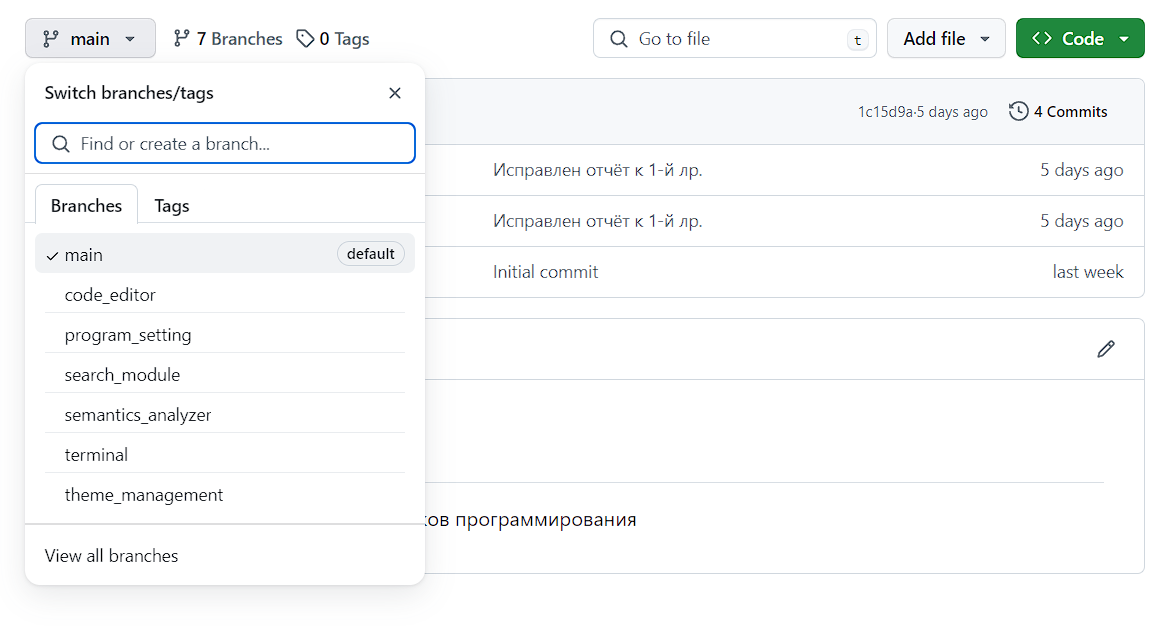 main 7 Branches 0 Tags Go to file t Add file Code
Switch branches/tags
1c15d9a·5 days ago 4 Commits
Find or create a branch...
Исправлен отчёт к 1-й лр. 5 days ago
Branches Tags
Исправлен отчёт к 1-й лр. 5 days ago
main default
Initial commit last week
code_editor
program_setting
search_module
semantics_analyzer
terminal
theme_management
ков программирования
View all branches